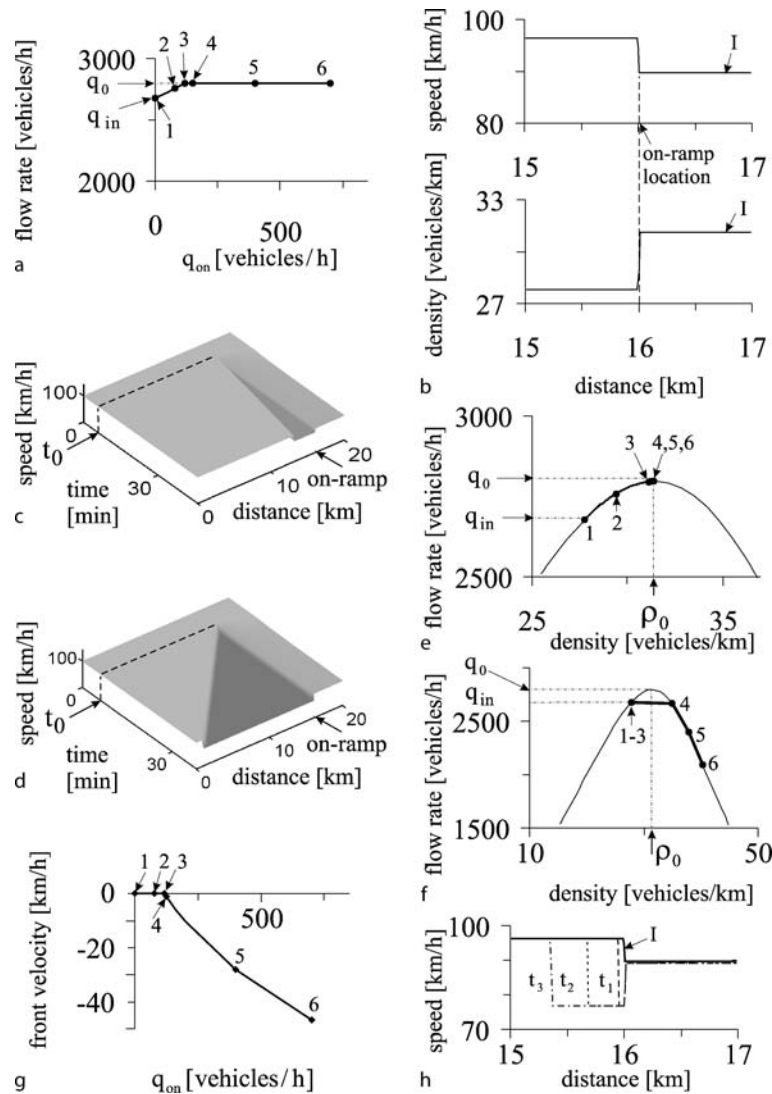 3000
2
3
4
5
6
q0
q in
1
2000
flow rate [vehicles/h]
0
500
q on [vehicles/h]
a
100
I
80
speed [km/h]
15
16
17
on-ramp
location
33
I
27
density [vehicles/km]
15
16
17
distance [km]
b
100
0
speed [km/h]
t0
time
[min]
30
0
10
20
on-ramp
distance [km]
c
100
0
speed [km/h]
t0
time
[min]
30
0
10
20
on-ramp
distance [km]
d
3000
3
4,5,6
q0
q in
1
2
2500
flow rate [vehicles/h]
25
ρ0
35
density [vehicles/km]
e
q0
q in
2500
4
1-3
5
6
1500
flow rate [vehicles/h]
10
ρ0
50
density [vehicles/km]
f
1
2
3
0
4
500
-20
5
-40
6
front velocity [km/h]
q on [vehicles/h]
g
100
I
t3
t2
t1
70
speed [km/h]
15
16
17
distance [km]
h